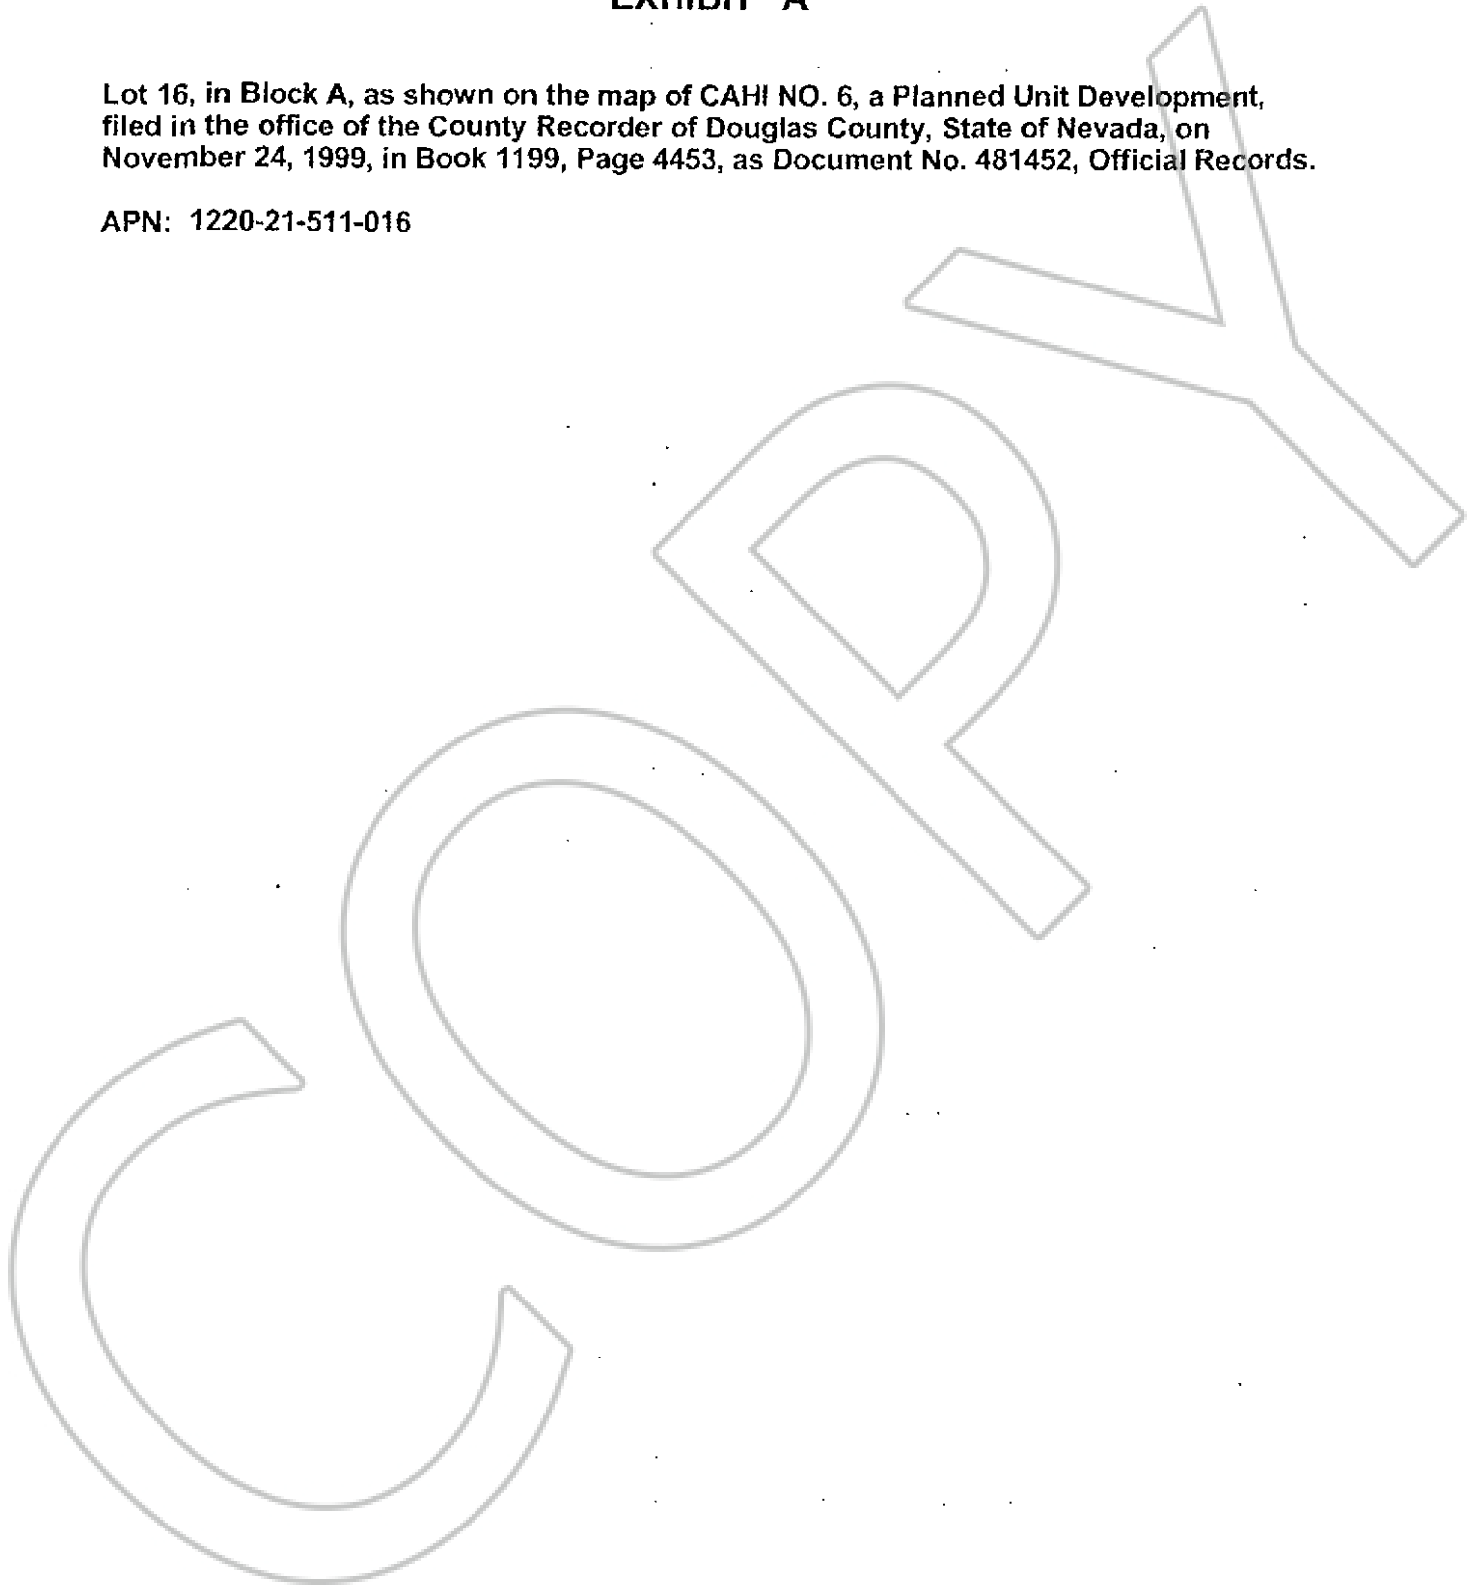 EXHIBIT "A"
Lot 16, in Block A, as shown on the map of CAHI NO. 6, a Planned Unit Development,
filed in the office of the County Recorder of Douglas County, State of Nevada, on
November 24, 1999, in Book 1199, Page 4453, as Document No. 481452, Official Records.
APN: 1220-21-511-016
COPY